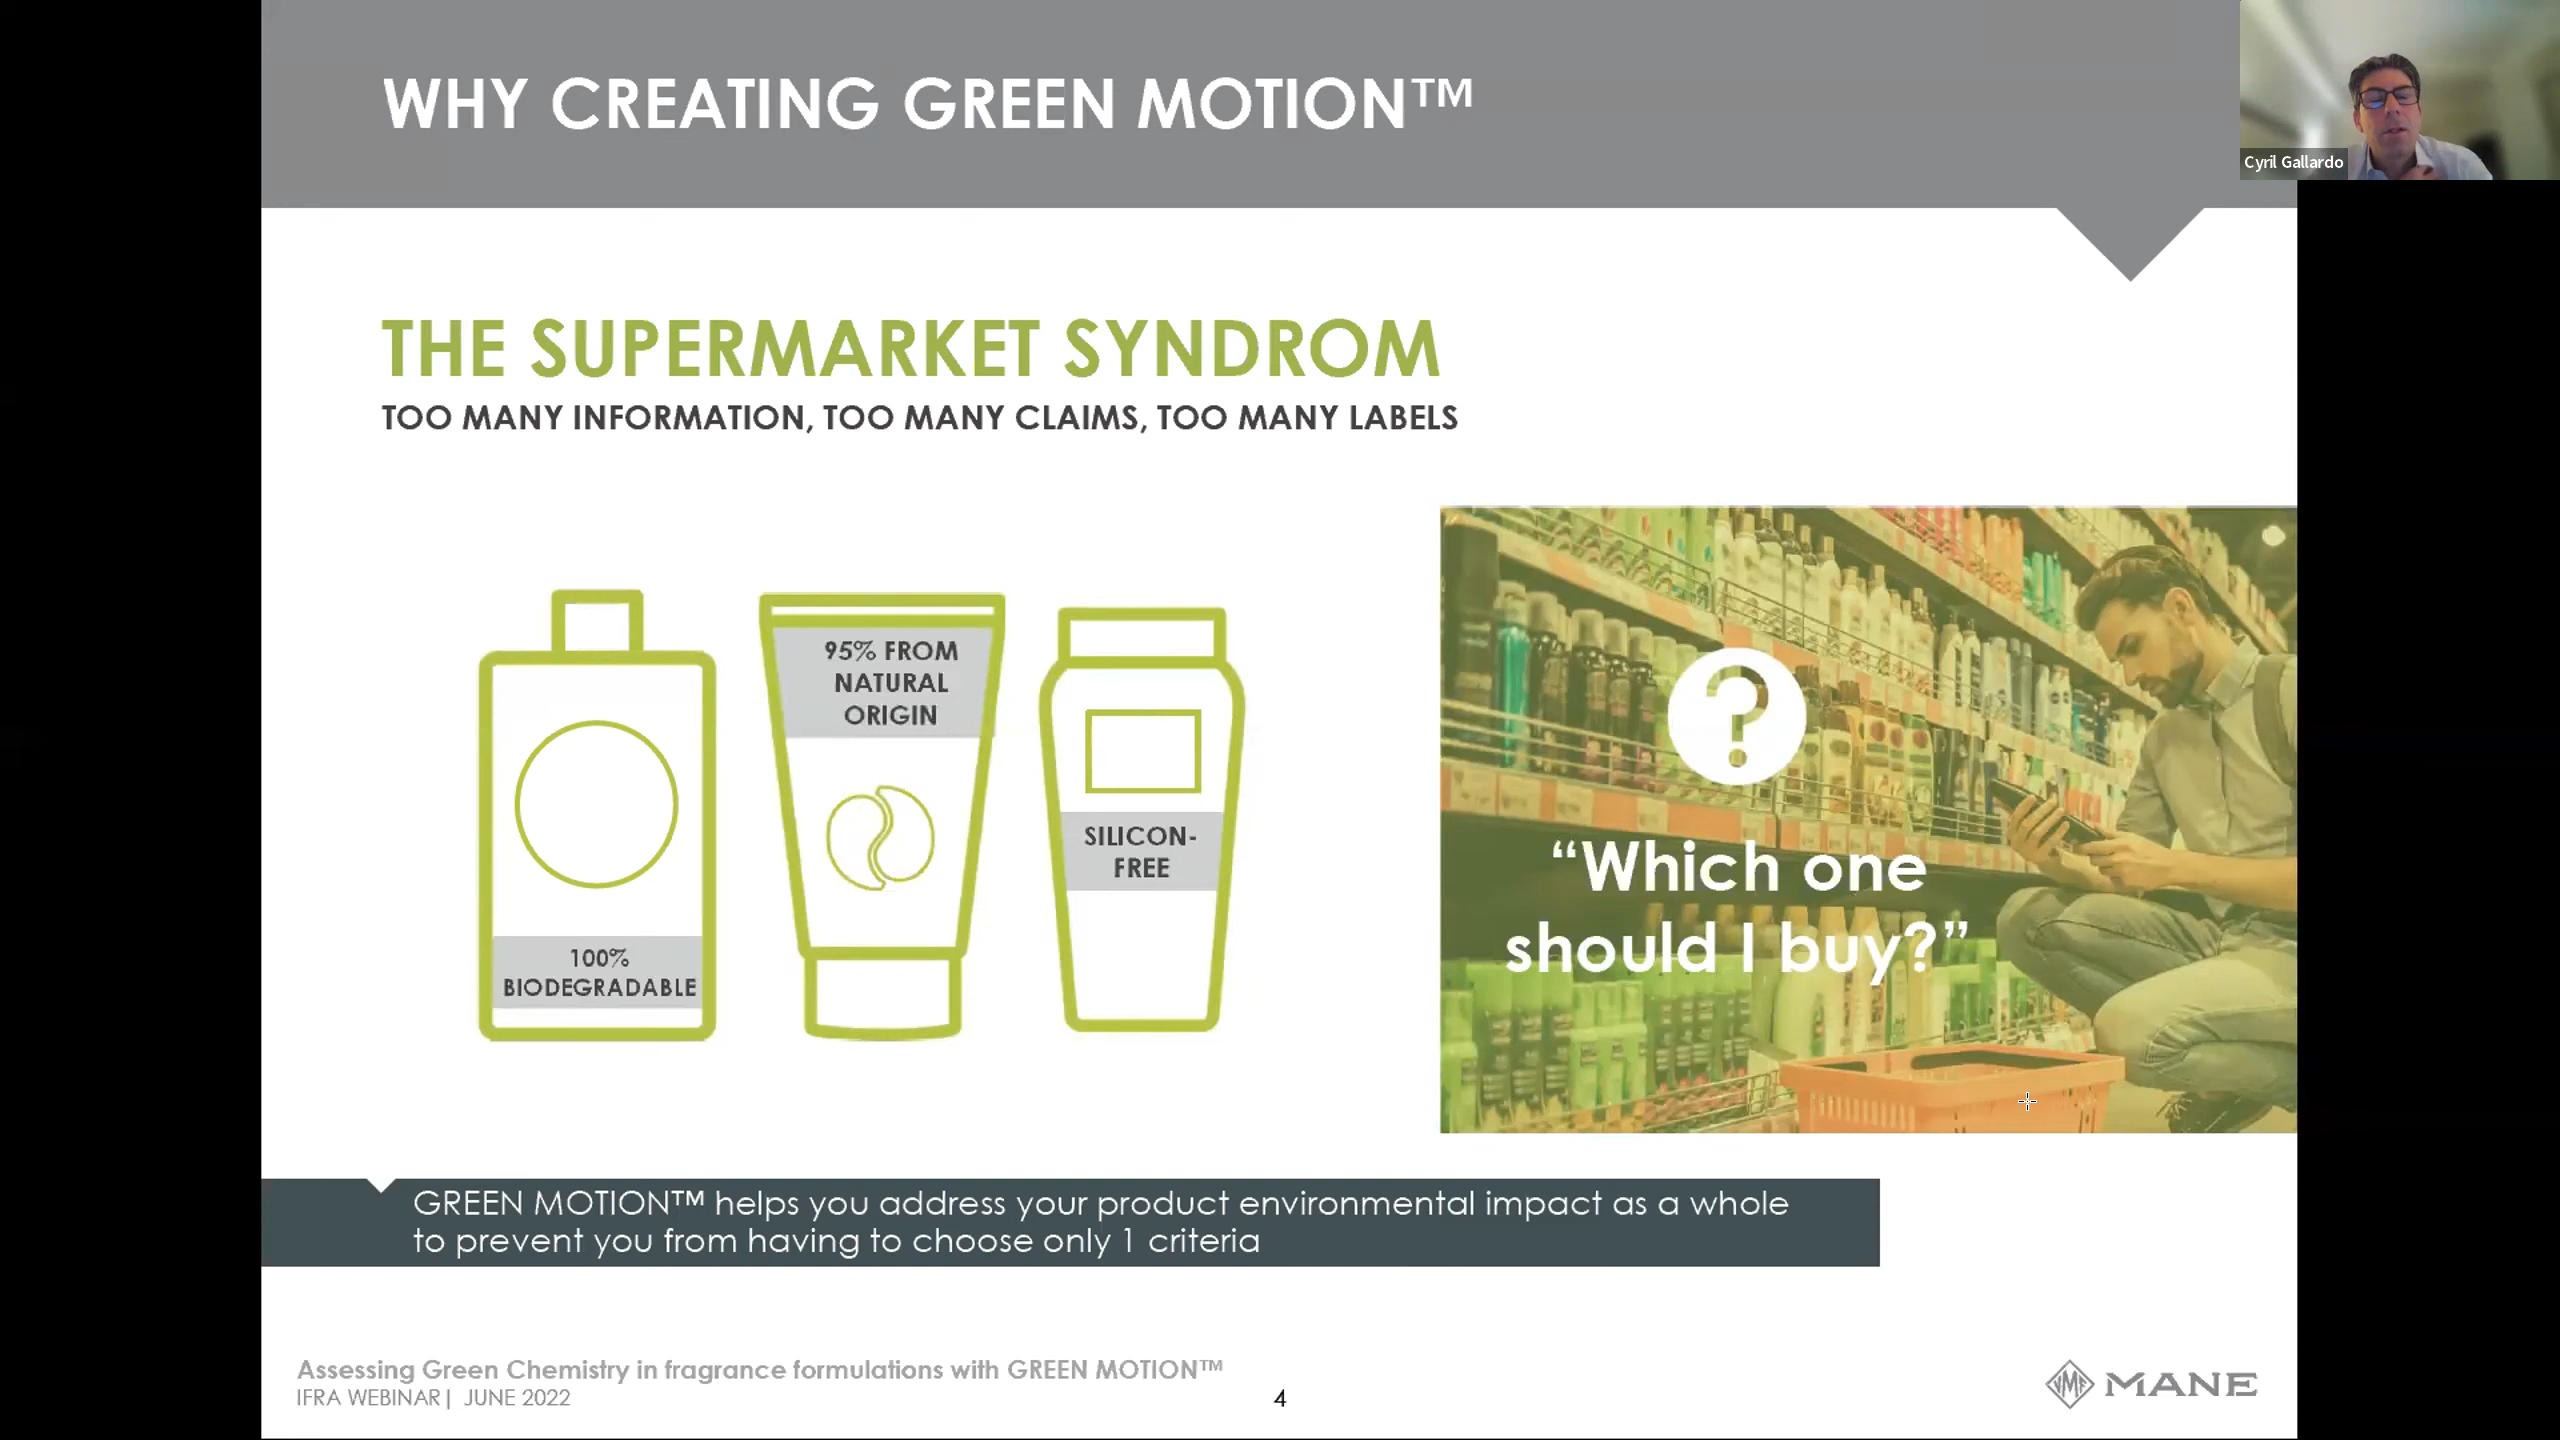 WHY CREATING GREEN MOTION™
Cyril Gallardo
THE SUPERMARKET SYNDROM
TOO MANY INFORMATION, TOO MANY CLAIMS, TOO MANY LABELS
100%
BIODEGRADABLE
95% FROM
NATURAL
ORIGIN
SILICON-
FREE
?
“Which one
should I buy?”
GREEN MOTION™ helps you address your product environmental impact as a whole
to prevent you from having to choose only 1 criteria
Assessing Green Chemistry in fragrance formulations with GREEN MOTION™
IFRA WEBINAR | JUNE 2022
4
VMF MANE